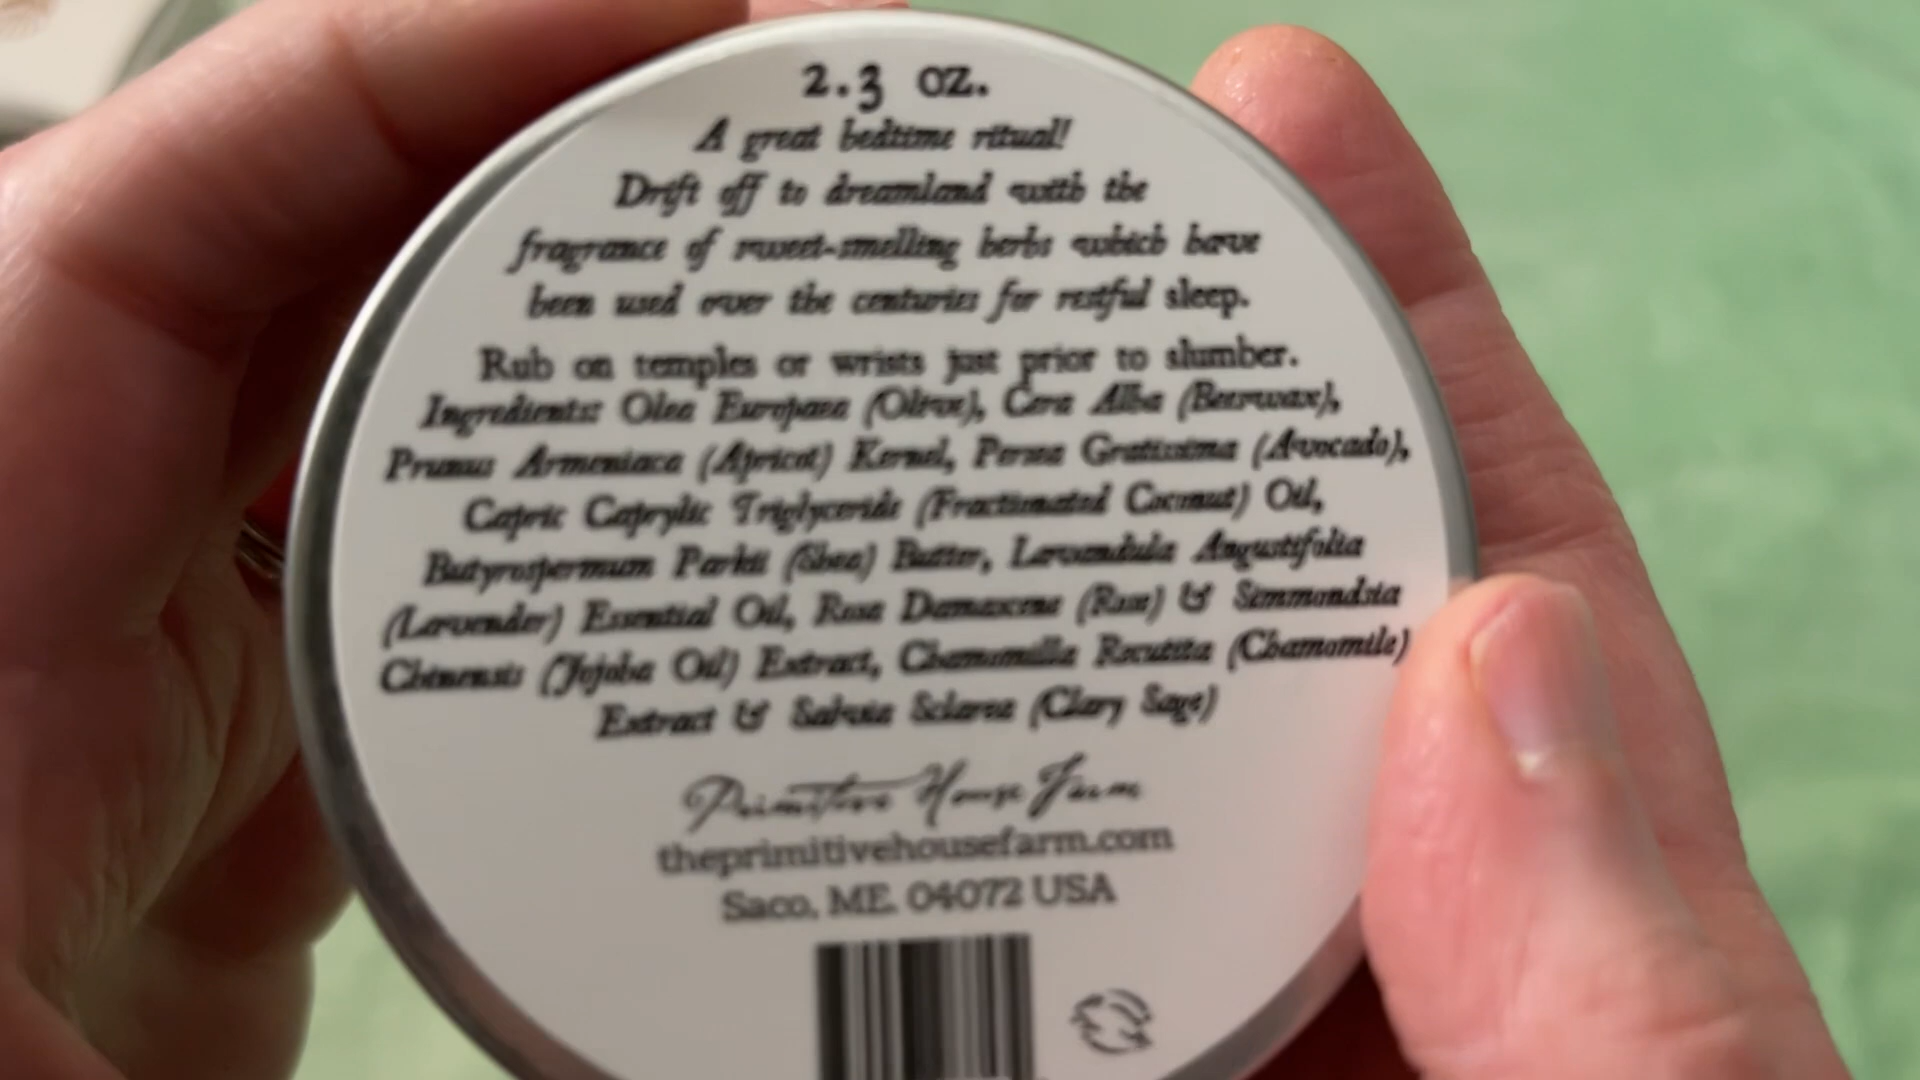 2.3 oz.
A great bedtime ritual!
Drift off to dreamland with the
fragrance of sweet-smelling herbs which have
been used over the centuries for restful sleep.
Rub on temples or wrists just prior to slumber.
Ingredients: Olea Europaea (Olive), Cera Alba (Beeswax),
Prunus Armeniaca (Apricot) Kernel, Persea Gratissima (Avocado),
Capric Caprylic Triglyceride (Fractionated Coconut) Oil,
Butyrospermum Parkii (Shea) Butter, Lavandula Angustifolia
(Lavender) Essential Oil, Rosa Damascene (Rose) & Simmondsia
Chinensis (Jojoba Oil) Extract, Chamomilla Recutita (Chamomile)
Extract & Salvia Sclarea (Clary Sage)
Primitive House Farm
theprimitivehousefarm.com
Saco, ME. 04072 USA